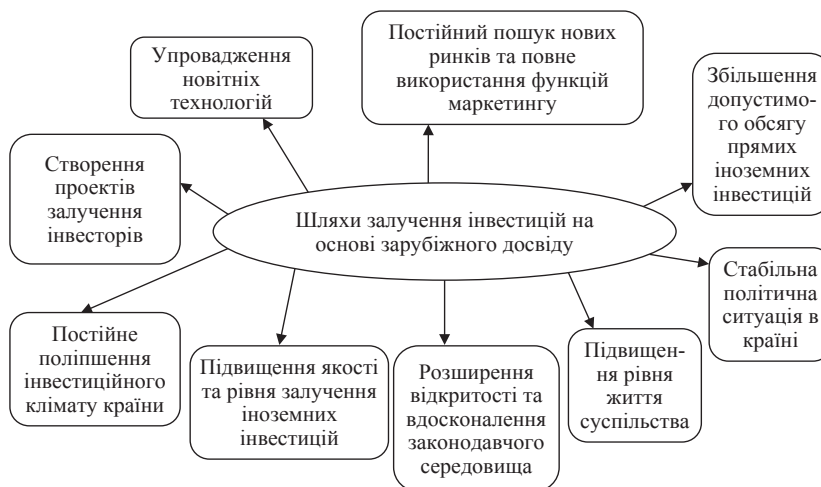 Упровадження
новітніх
технологій
Постійний пошук нових
ринків та повне
використання функцій
маркетингу
Збільшення
допустимо-
го обсягу
прямих
іноземних
інвестицій
Створення
проектів
залучення
інвесторів
Шляхи залучення інвестицій на
основі зарубіжного досвіду
Стабільна
політична
ситуація в
країні
Постійне
поліпшення
інвестиційного
клімату країни
Підвищення якості
та рівня залучення
іноземних
інвестицій
Розширення
відкритості та
вдосконалення
законодавчого
середовища
Підвищен-
ня рівня
життя
суспільства